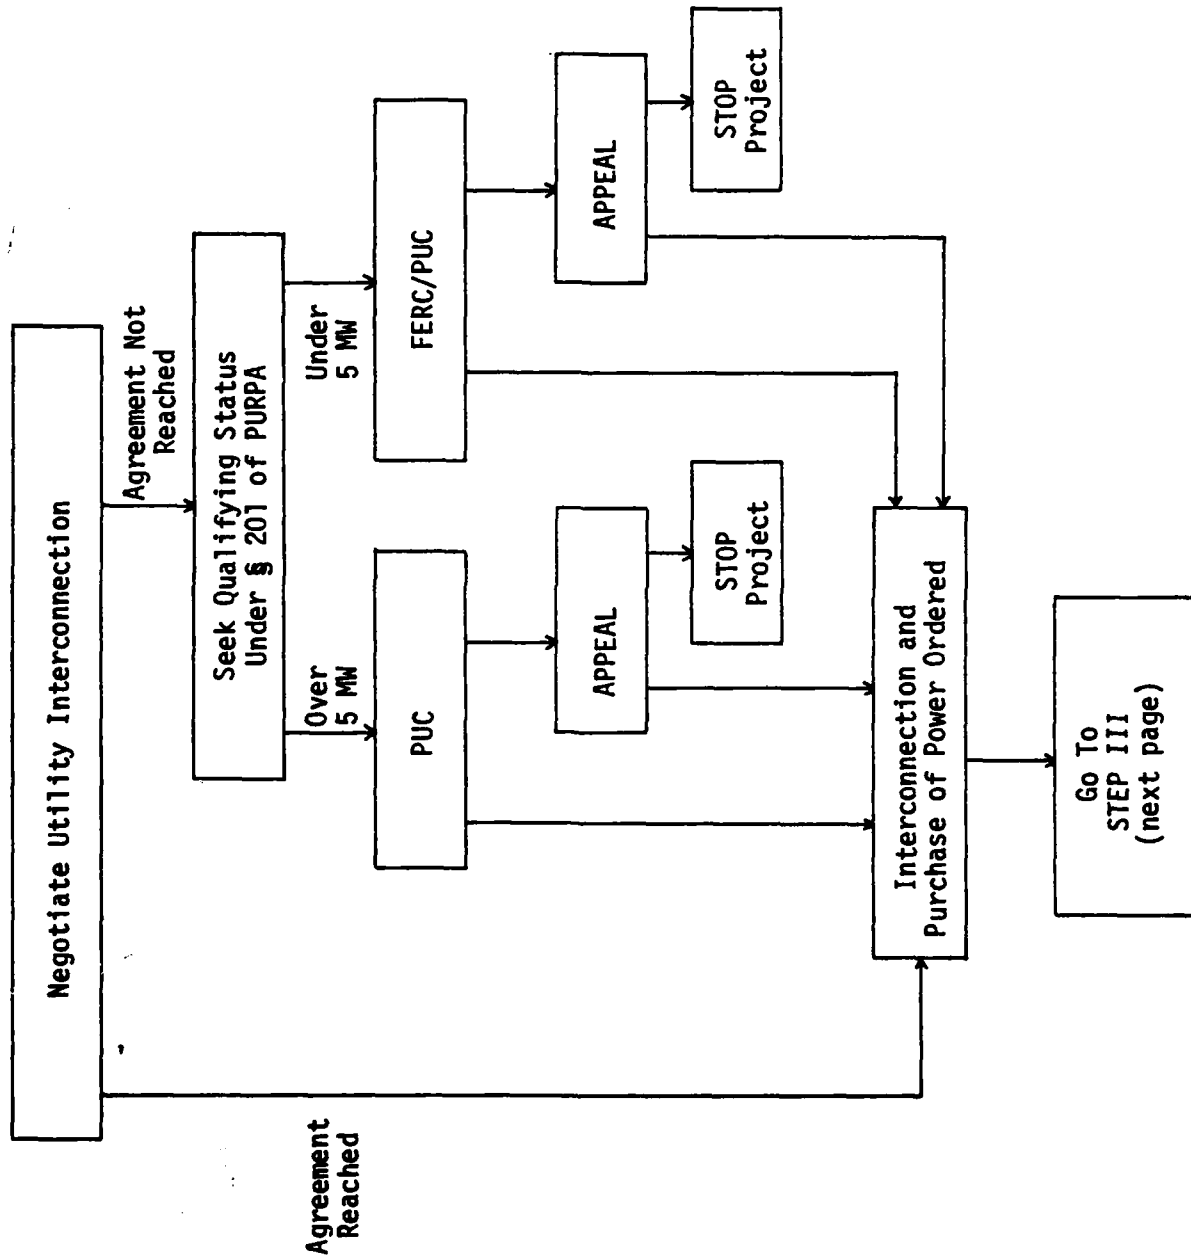 Negotiate Utility Interconnection
Agreement Not
Reached
Agreement
Reached
Seek Qualifying Status
Under § 201 of PURPA
Over
5 MW
Under
5 MW
PUC
FERC/PUC
APPEAL
APPEAL
STOP
Project
STOP
Project
Interconnection and
Purchase of Power Ordered
Go To
STEP III
(next page)